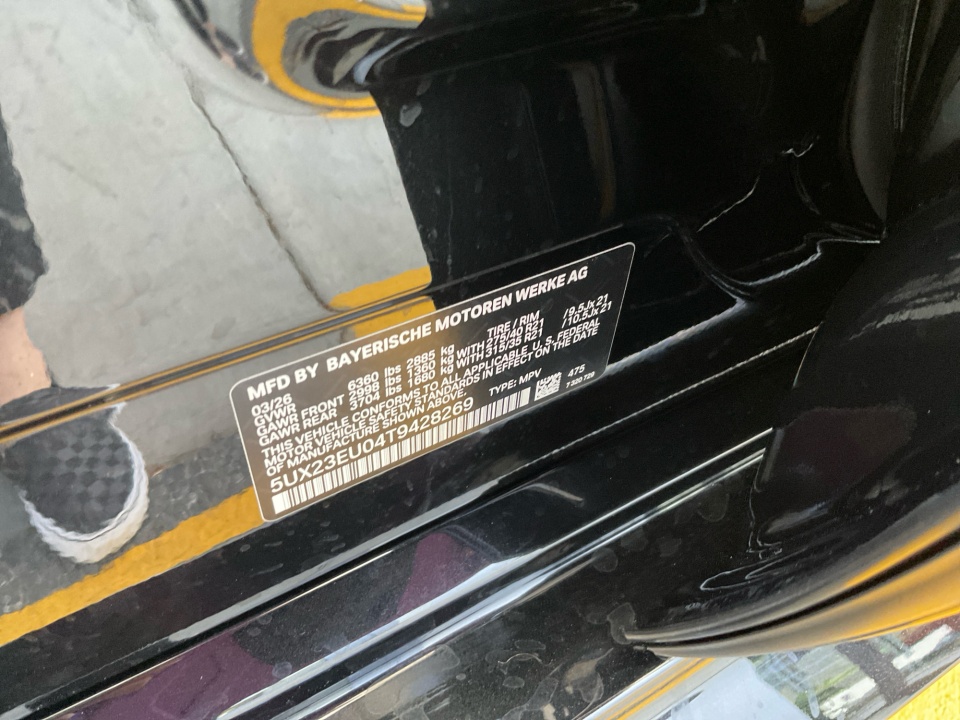 MFD BY BAYERISCHE MOTOREN WERKE AG
03/26 TIRE / RIM
GVWR 6360 lbs 2885 kg
GAWR FRONT 2998 lbs 1360 kg WITH 275/40 R21 /9.5Jx21
GAWR REAR 3704 lbs 1680 kg WITH 315/35 R21 /10.5Jx21
THIS VEHICLE CONFORMS TO ALL APPLICABLE U. S. FEDERAL
MOTOR VEHICLE SAFETY STANDARDS IN EFFECT ON THE DATE
OF MANUFACTURE SHOWN ABOVE.
TYPE: MPV 475
5UX23EU04T9428269
7 320 728